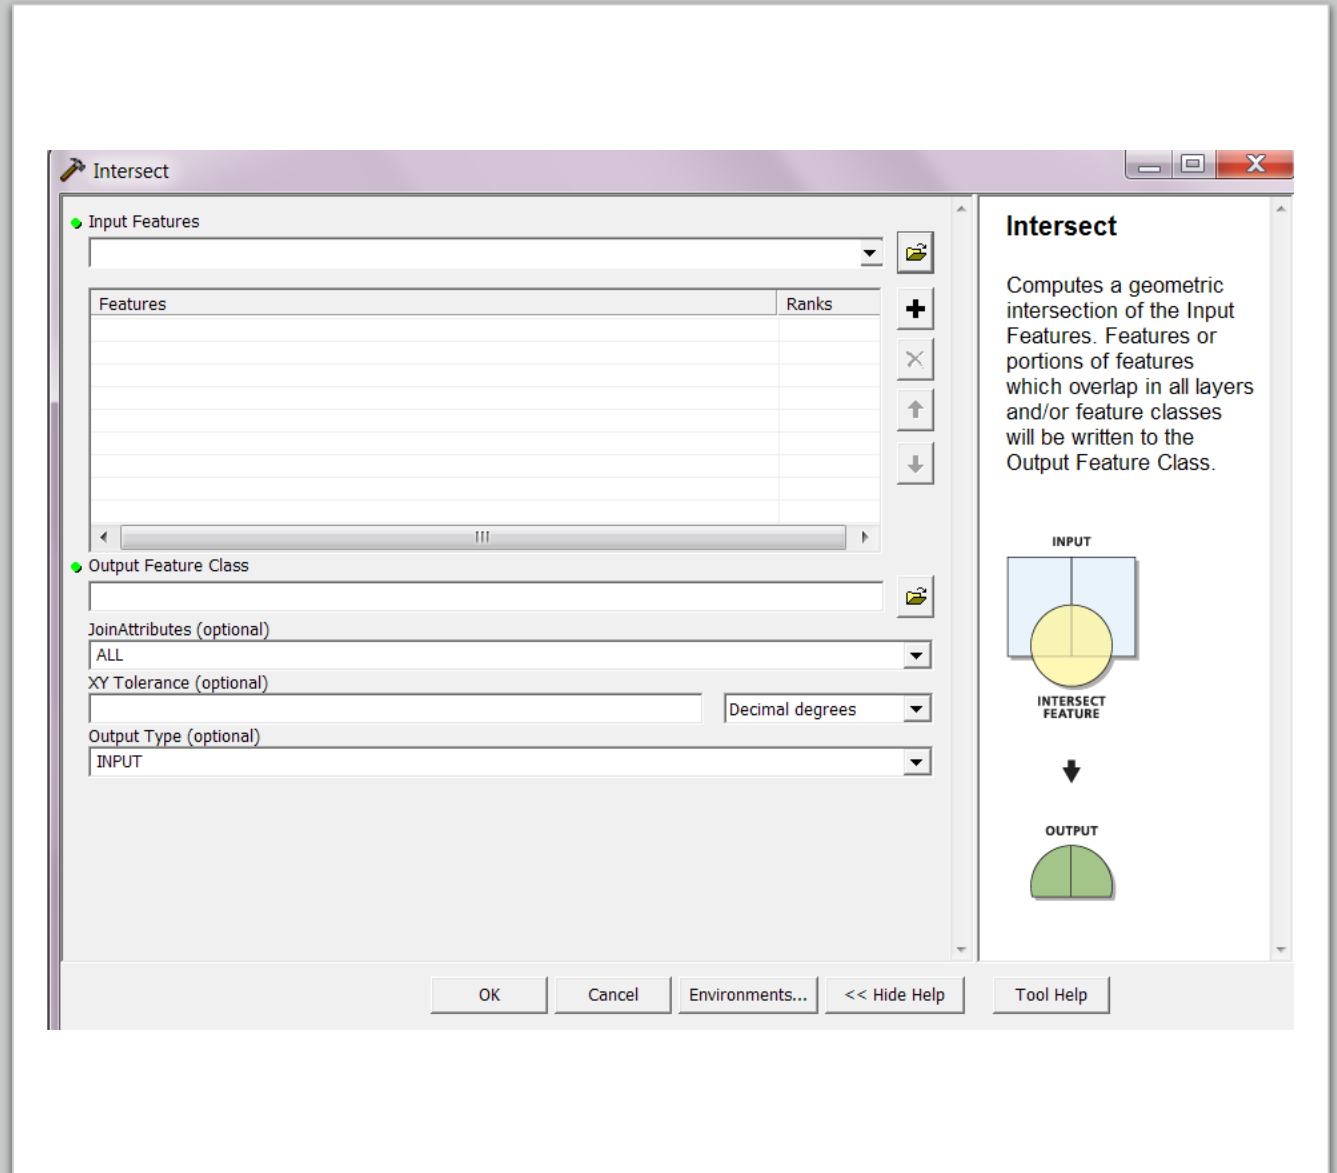 Intersect
Input Features
Features Ranks
Output Feature Class
JoinAttributes (optional)
ALL
XY Tolerance (optional)
Decimal degrees
Output Type (optional)
INPUT
OK Cancel Environments... << Hide Help Tool Help
Intersect
Computes a geometric
intersection of the Input
Features. Features or
portions of features
which overlap in all layers
and/or feature classes
will be written to the
Output Feature Class.
INPUT
INTERSECT
FEATURE
OUTPUT